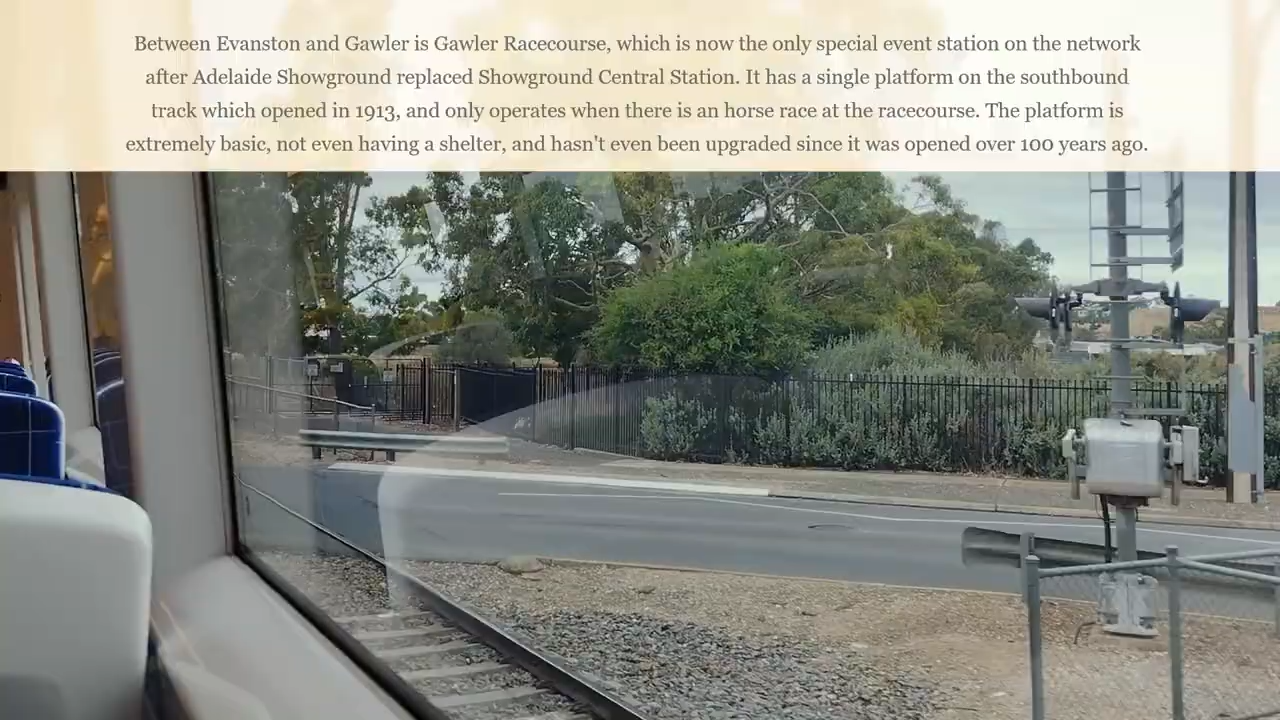 Between Evanston and Gawler is Gawler Racecourse, which is now the only special event station on the network
after Adelaide Showground replaced Showground Central Station. It has a single platform on the southbound
track which opened in 1913, and only operates when there is an horse race at the racecourse. The platform is
extremely basic, not even having a shelter, and hasn't even been upgraded since it was opened over 100 years ago.